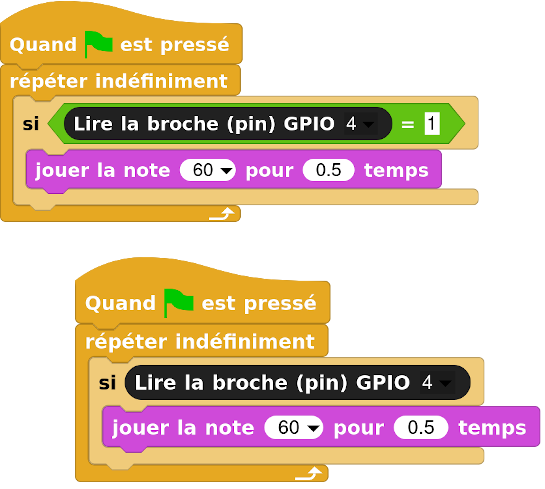 Quand est pressé
répéter indéfiniment
si Lire la broche (pin) GPIO 4 = 1
jouer la note 60 pour 0.5 temps
Quand est pressé
répéter indéfiniment
si Lire la broche (pin) GPIO 4
jouer la note 60 pour 0.5 temps